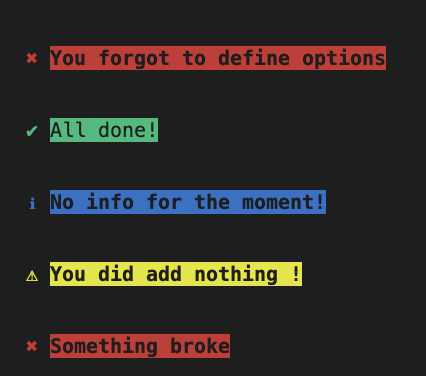 ✖ You forgot to define options
✔ All done!
ℹ No info for the moment!
⚠ You did add nothing !
✖ Something broke